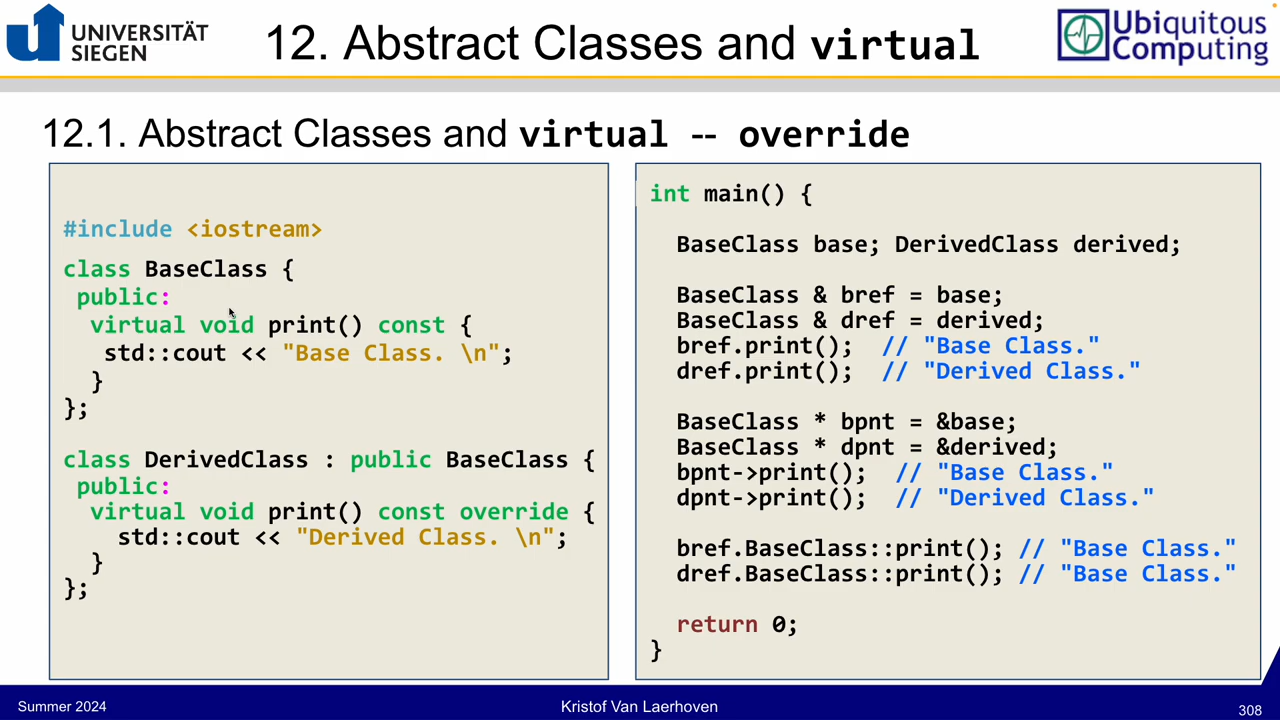 UNIVERSITÄT
SIEGEN
12. Abstract Classes and virtual
Ubiquitous
Computing
12.1. Abstract Classes and virtual -- override
#include <iostream>
class BaseClass {
 public:
  virtual void print() const {
   std::cout << "Base Class. \n";
  }
};
class DerivedClass : public BaseClass {
 public:
  virtual void print() const override {
    std::cout << "Derived Class. \n";
  }
};
int main() {
  BaseClass base; DerivedClass derived;
  BaseClass & bref = base;
  BaseClass & dref = derived;
  bref.print();  // "Base Class."
  dref.print();  // "Derived Class."
  BaseClass * bpnt = &base;
  BaseClass * dpnt = &derived;
  bpnt->print();  // "Base Class."
  dpnt->print();  // "Derived Class."
  bref.BaseClass::print(); // "Base Class."
  dref.BaseClass::print(); // "Base Class."
  return 0;
}
Summer 2024
Kristof Van Laerhoven
308